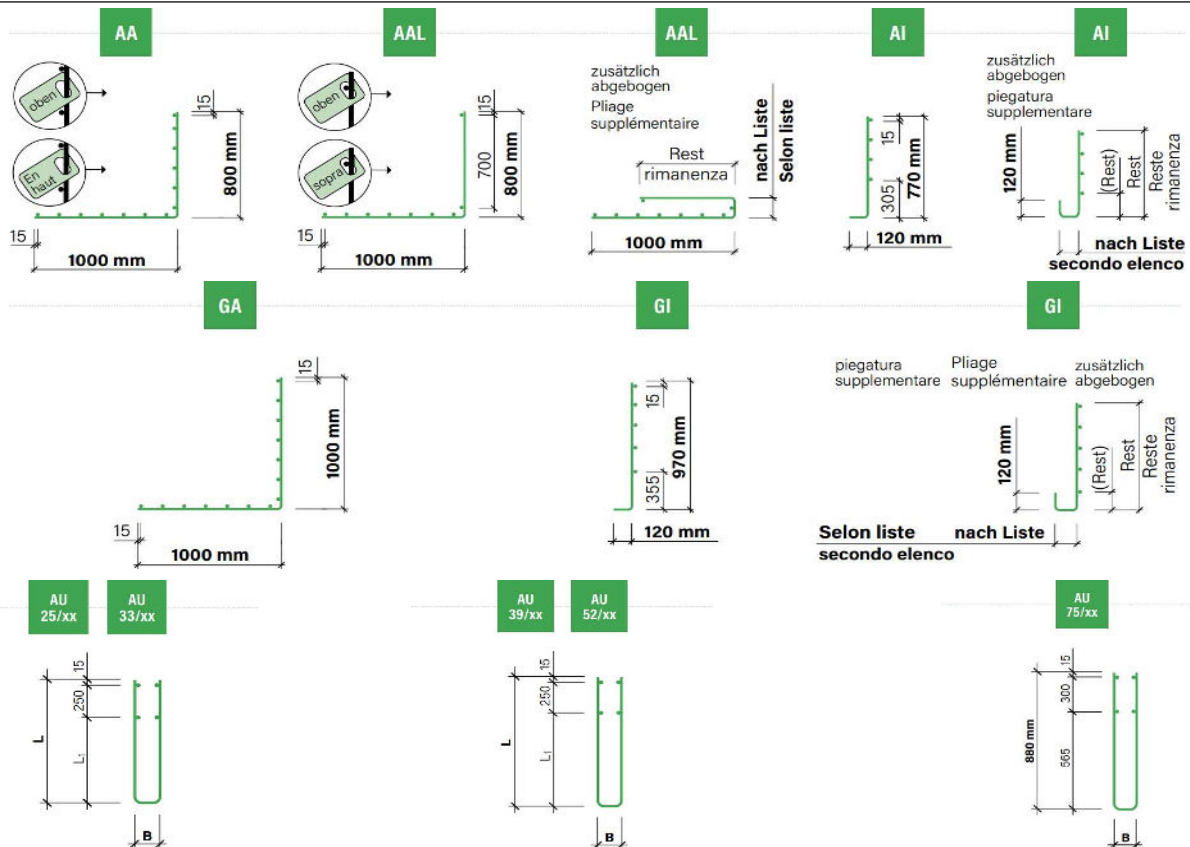 AA
AAL
AAL
AI
AI
oben
En
haut
15
800 mm
15
1000 mm
oben
sopra
15
700
800 mm
15
1000 mm
zusätzlich
abgebogen
Pliage
supplémentaire
Rest
rimanenza
nach Liste
Selon liste
1000 mm
15
305
770 mm
120 mm
zusätzlich
abgebogen
piegatura
supplementare
120 mm
(Rest)
Rest
Reste
rimanenza
nach Liste
secondo elenco
GA
GI
GI
15
1000 mm
15
1000 mm
15
355
970 mm
120 mm
piegatura
supplementare
Pliage
supplémentaire
zusätzlich
abgebogen
120 mm
(Rest)
Rest
Reste
rimanenza
Selon liste nach Liste
secondo elenco
AU
25/xx
AU
33/xx
AU
39/xx
AU
52/xx
AU
75/xx
15
250
L
L1
B
15
250
L
L1
B
15
300
880 mm
565
B